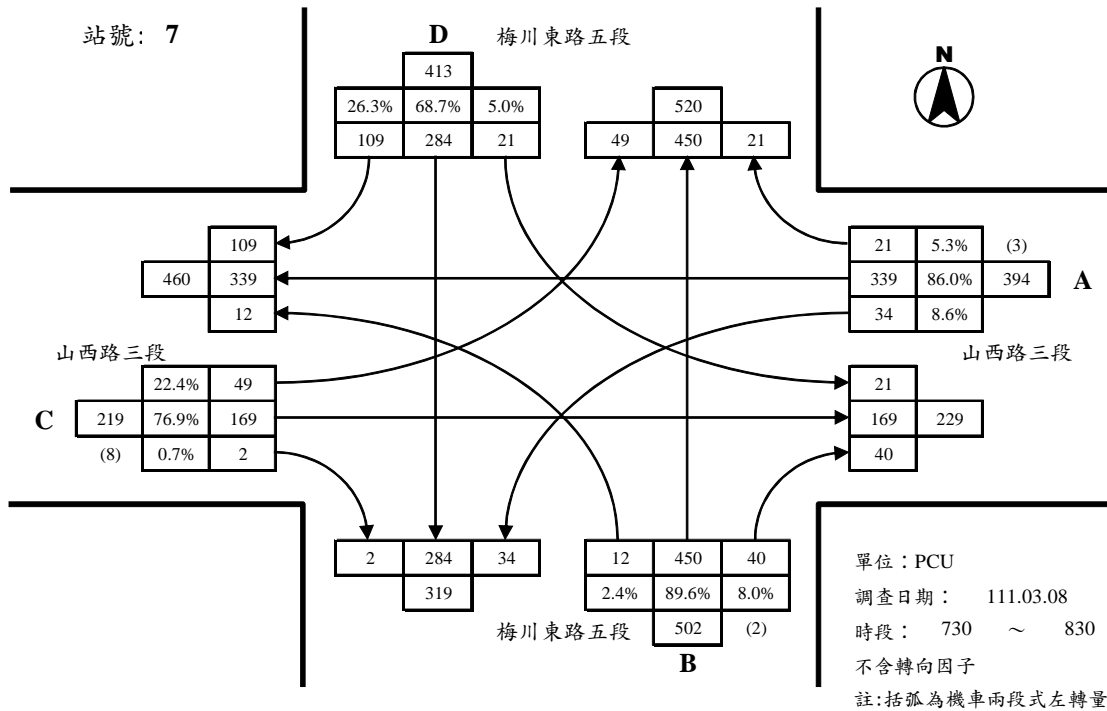 站號: 7
D 梅川東路五段
N
413
26.3% 68.7% 5.0%
109 284 21
520
49 450 21
109
460 339
12
21 5.3% (3)
339 86.0% 394 A
34 8.6%
山西路三段
山西路三段
22.4% 49
C 219 76.9% 169
(8) 0.7% 2
21
169 229
40
2 284 34
319
12 450 40
2.4% 89.6% 8.0%
梅川東路五段 502 (2)
B
單位：PCU
調查日期： 111.03.08
時段： 730 ～ 830
不含轉向因子
註:括弧為機車兩段式左轉量